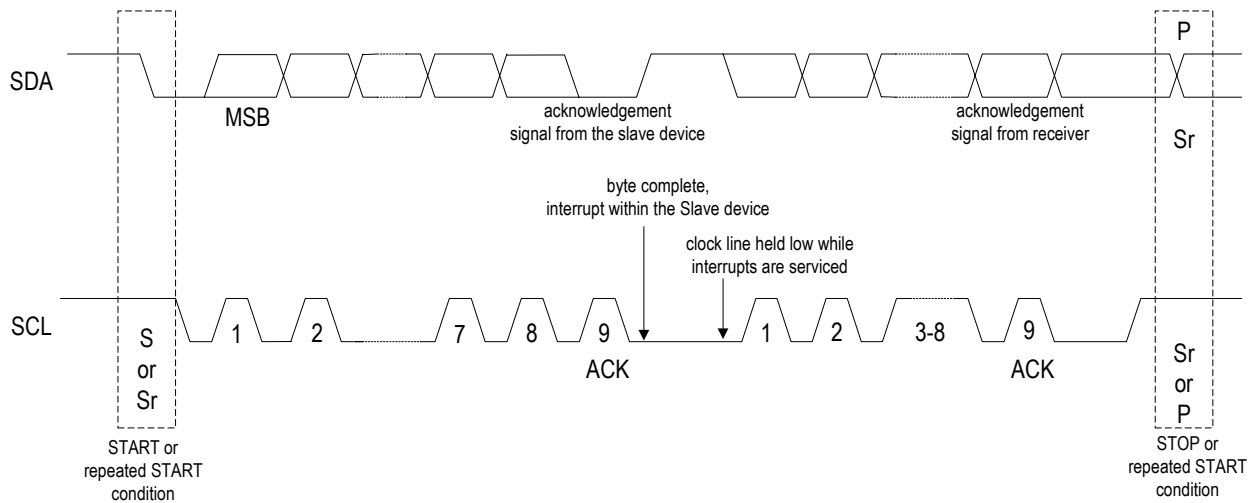 P
SDA
MSB
acknowledgement
signal from the slave device
acknowledgement
signal from receiver
Sr
byte complete,
interrupt within the Slave device
clock line held low while
interrupts are serviced
SCL
S
or
Sr
1
2
7
8
9
ACK
1
2
3-8
9
ACK
Sr
or
P
START or
repeated START
condition
STOP or
repeated START
condition